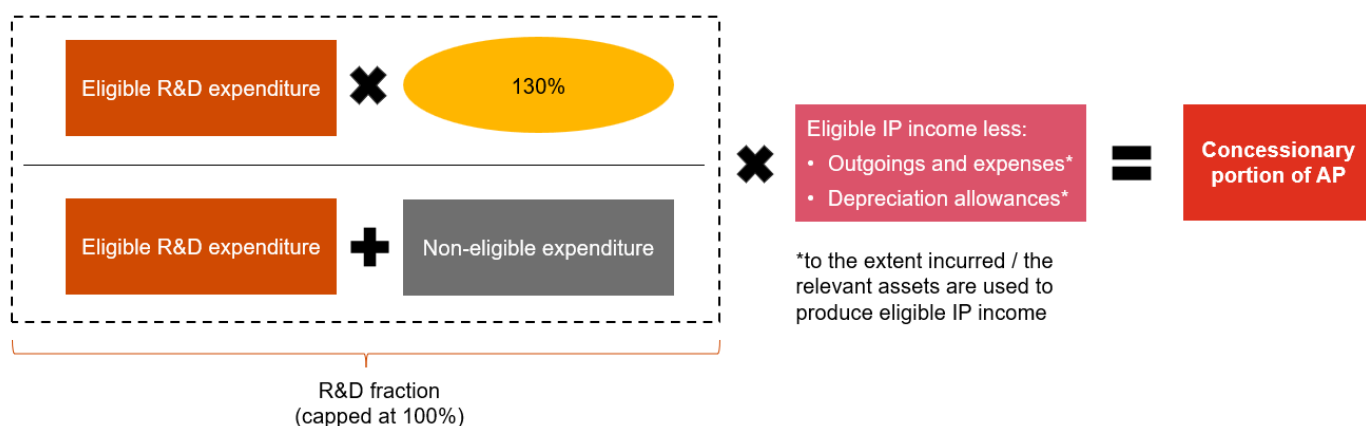 Eligible R&D expenditure
130%
Eligible R&D expenditure
Non-eligible expenditure
R&D fraction
(capped at 100%)
Eligible IP income less:
• Outgoings and expenses*
• Depreciation allowances*
*to the extent incurred / the
relevant assets are used to
produce eligible IP income
Concessionary
portion of AP